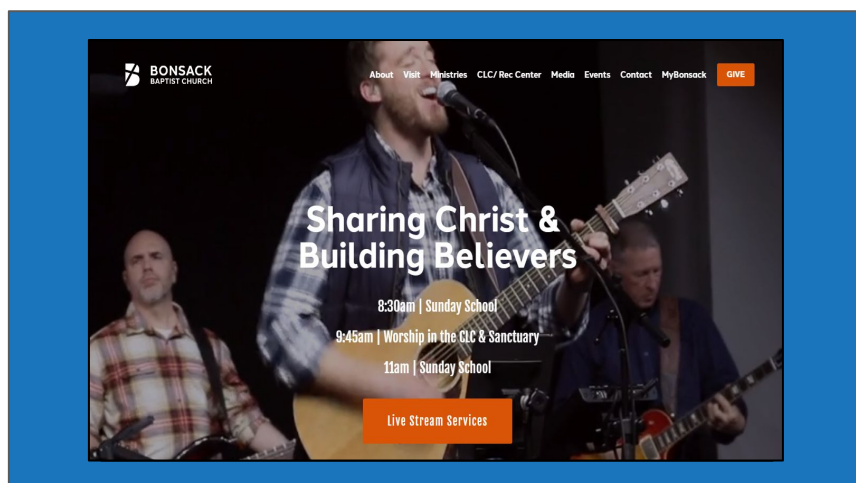 BONSACK
BAPTIST CHURCH
About Visit Ministries CLC/ Rec Center Media Events Contact MyBonsack GIVE
Sharing Christ &
Building Believers
8:30am | Sunday School
9:45am | Worship in the CLC & Sanctuary
11am | Sunday School
Live Stream Services